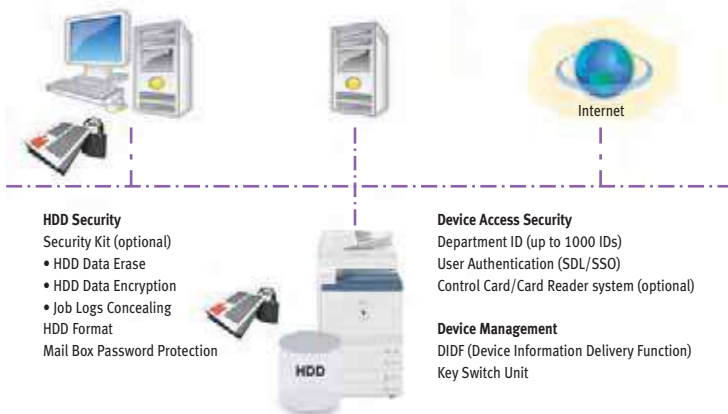 Internet
HDD Security
Security Kit (optional)
• HDD Data Erase
• HDD Data Encryption
• Job Logs Concealing
HDD Format
Mail Box Password Protection
HDD
Device Access Security
Department ID (up to 1000 IDs)
User Authentication (SDL/SSO)
Control Card/Card Reader system (optional)
Device Management
DIDF (Device Information Delivery Function)
Key Switch Unit